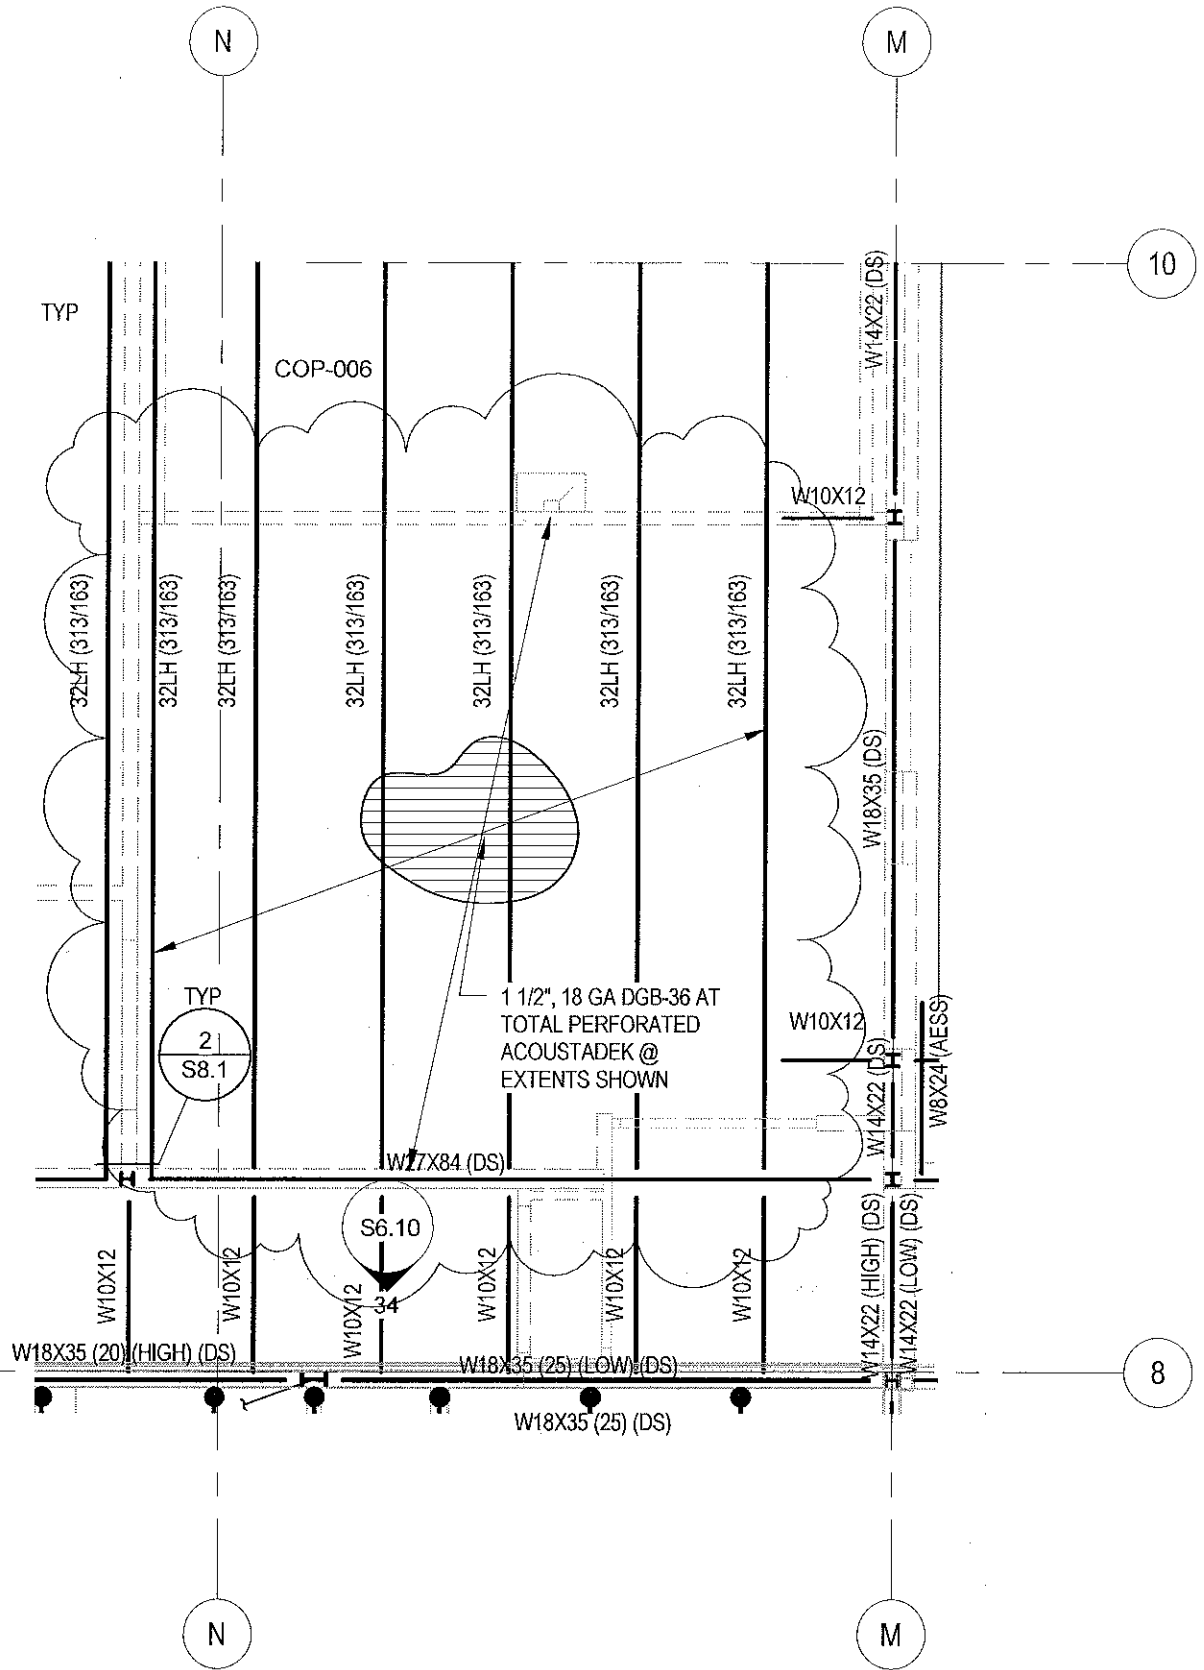 N
M
10
TYP
COP-006
W14X22 (DS)
W10X12
32LH (313/163)
32LH (313/163)
32LH (313/163)
32LH (313/163)
32LH (313/163)
32LH (313/163)
32LH (313/163)
W18X35 (DS)
1 1/2", 18 GA DGB-36 AT
TOTAL PERFORATED
ACOUSTADEK @
EXTENTS SHOWN
TYP
2
S8.1
W10X12
W14X22 (DS)
W8X24 (AESS)
W27X84 (DS)
S6.10
34
W10X12
W10X12
W10X12
W10X12
W10X12
W10X12
W14X22 (HIGH) (DS)
W14X22 (LOW) (DS)
W18X35 (20) (HIGH) (DS)
W18X35 (25) (LOW) (DS)
8
W18X35 (25) (DS)
N
M